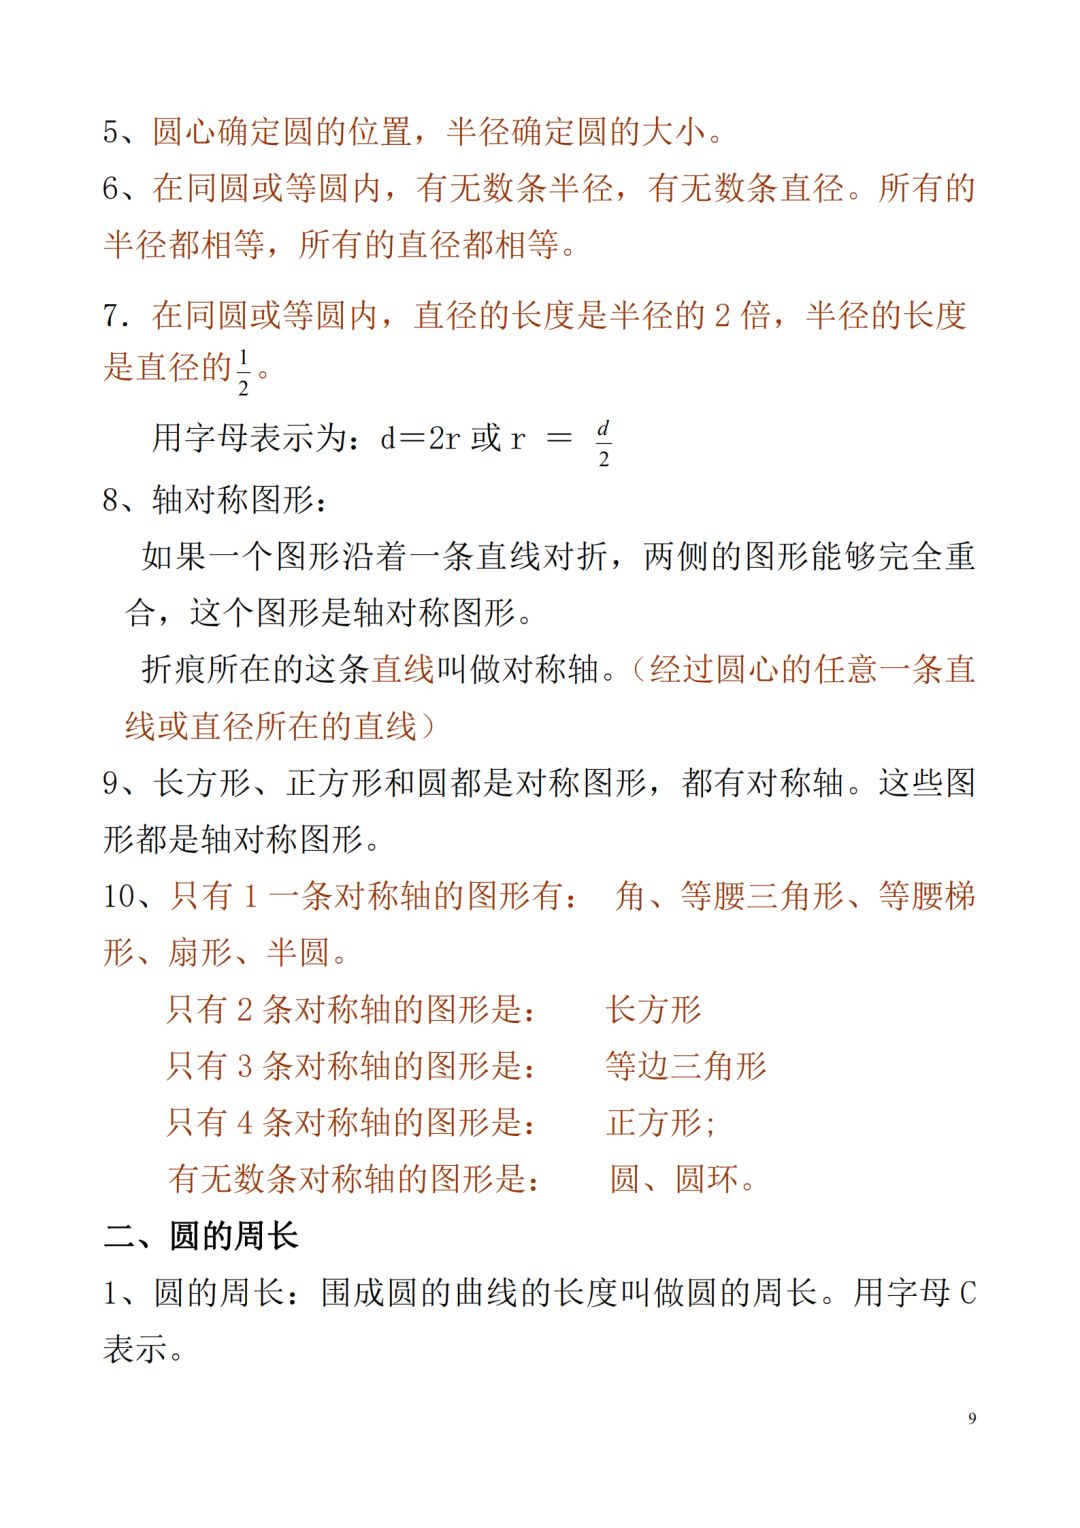 5、圆心确定圆的位置，半径确定圆的大小。
6、在同圆或等圆内，有无数条半径，有无数条直径。所有的
半径都相等，所有的直径都相等。
7．在同圆或等圆内，直径的长度是半径的 2 倍，半径的长度
是直径的 1/2。
用字母表示为：d＝2r 或 r ＝ d/2
8、轴对称图形：
如果一个图形沿着一条直线对折，两侧的图形能够完全重
合，这个图形是轴对称图形。
折痕所在的这条直线叫做对称轴。（经过圆心的任意一条直
线或直径所在的直线）
9、长方形、正方形和圆都是对称图形，都有对称轴。这些图
形都是轴对称图形。
10、只有 1 一条对称轴的图形有： 角、等腰三角形、等腰梯
形、扇形、半圆。
只有 2 条对称轴的图形是： 长方形
只有 3 条对称轴的图形是： 等边三角形
只有 4 条对称轴的图形是： 正方形;
有无数条对称轴的图形是： 圆、圆环。
二、圆的周长
1、圆的周长：围成圆的曲线的长度叫做圆的周长。用字母 C
表示。
9